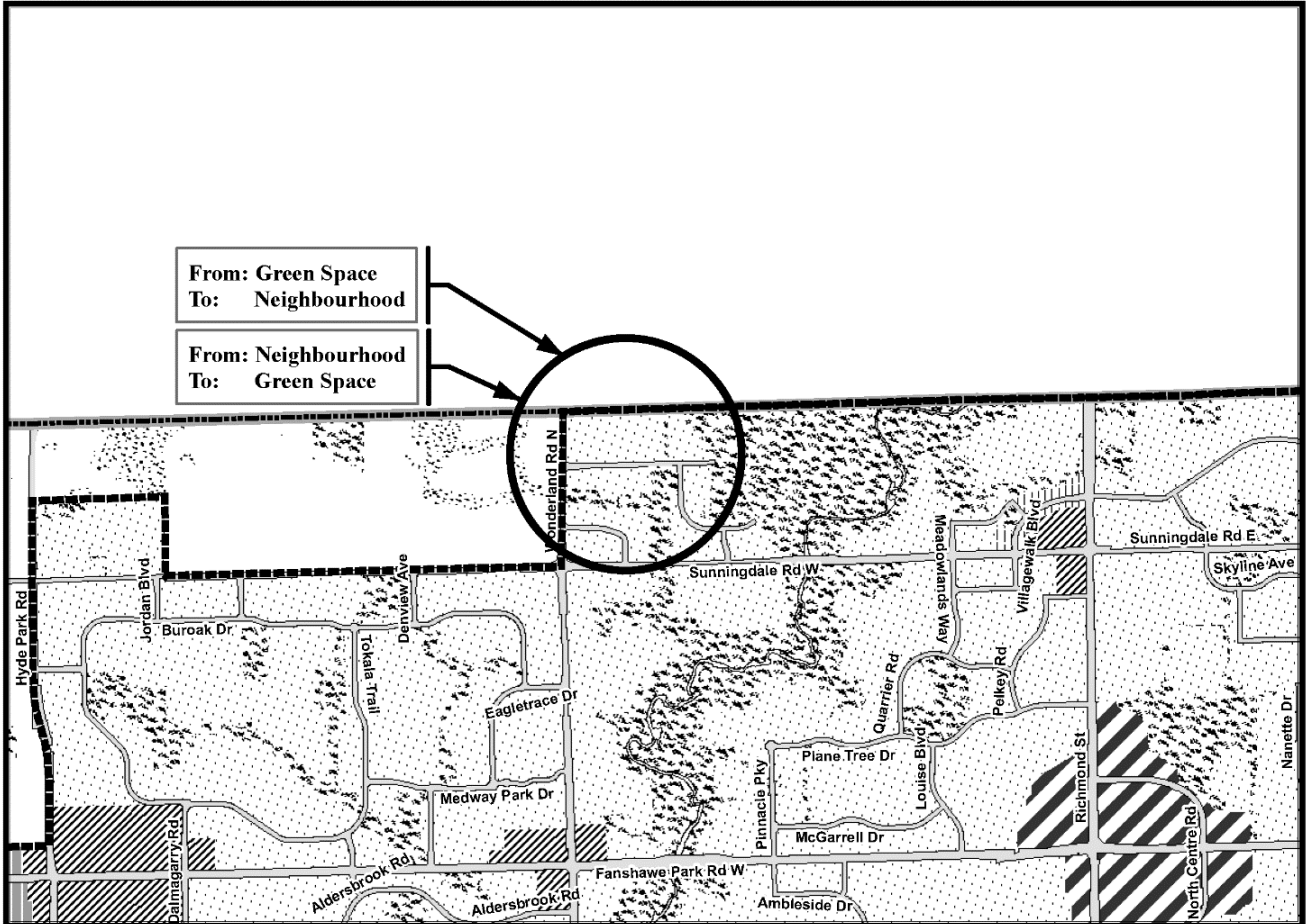 From: Green Space
To: Neighbourhood
From: Neighbourhood
To: Green Space
Wonderland Rd N
Sunningdale Rd W
Sunningdale Rd E
Skyline Ave
Villagewalk Blvd
Meadowlands Way
Hyde Park Rd
Jordan Blvd
Denview Ave
Buroak Dr
Tokala Trail
Eagletrace Dr
Quarrier Rd
Pelkey Rd
Nanette Dr
Plane Tree Dr
Louise Blvd
Richmond St
Pinnacle Pky
Medway Park Dr
McGarrell Dr
Dalmagarry Rd
North Centre Rd
Fanshawe Park Rd W
Aldersbrook Rd
Aldersbrook Rd
Ambleside Dr